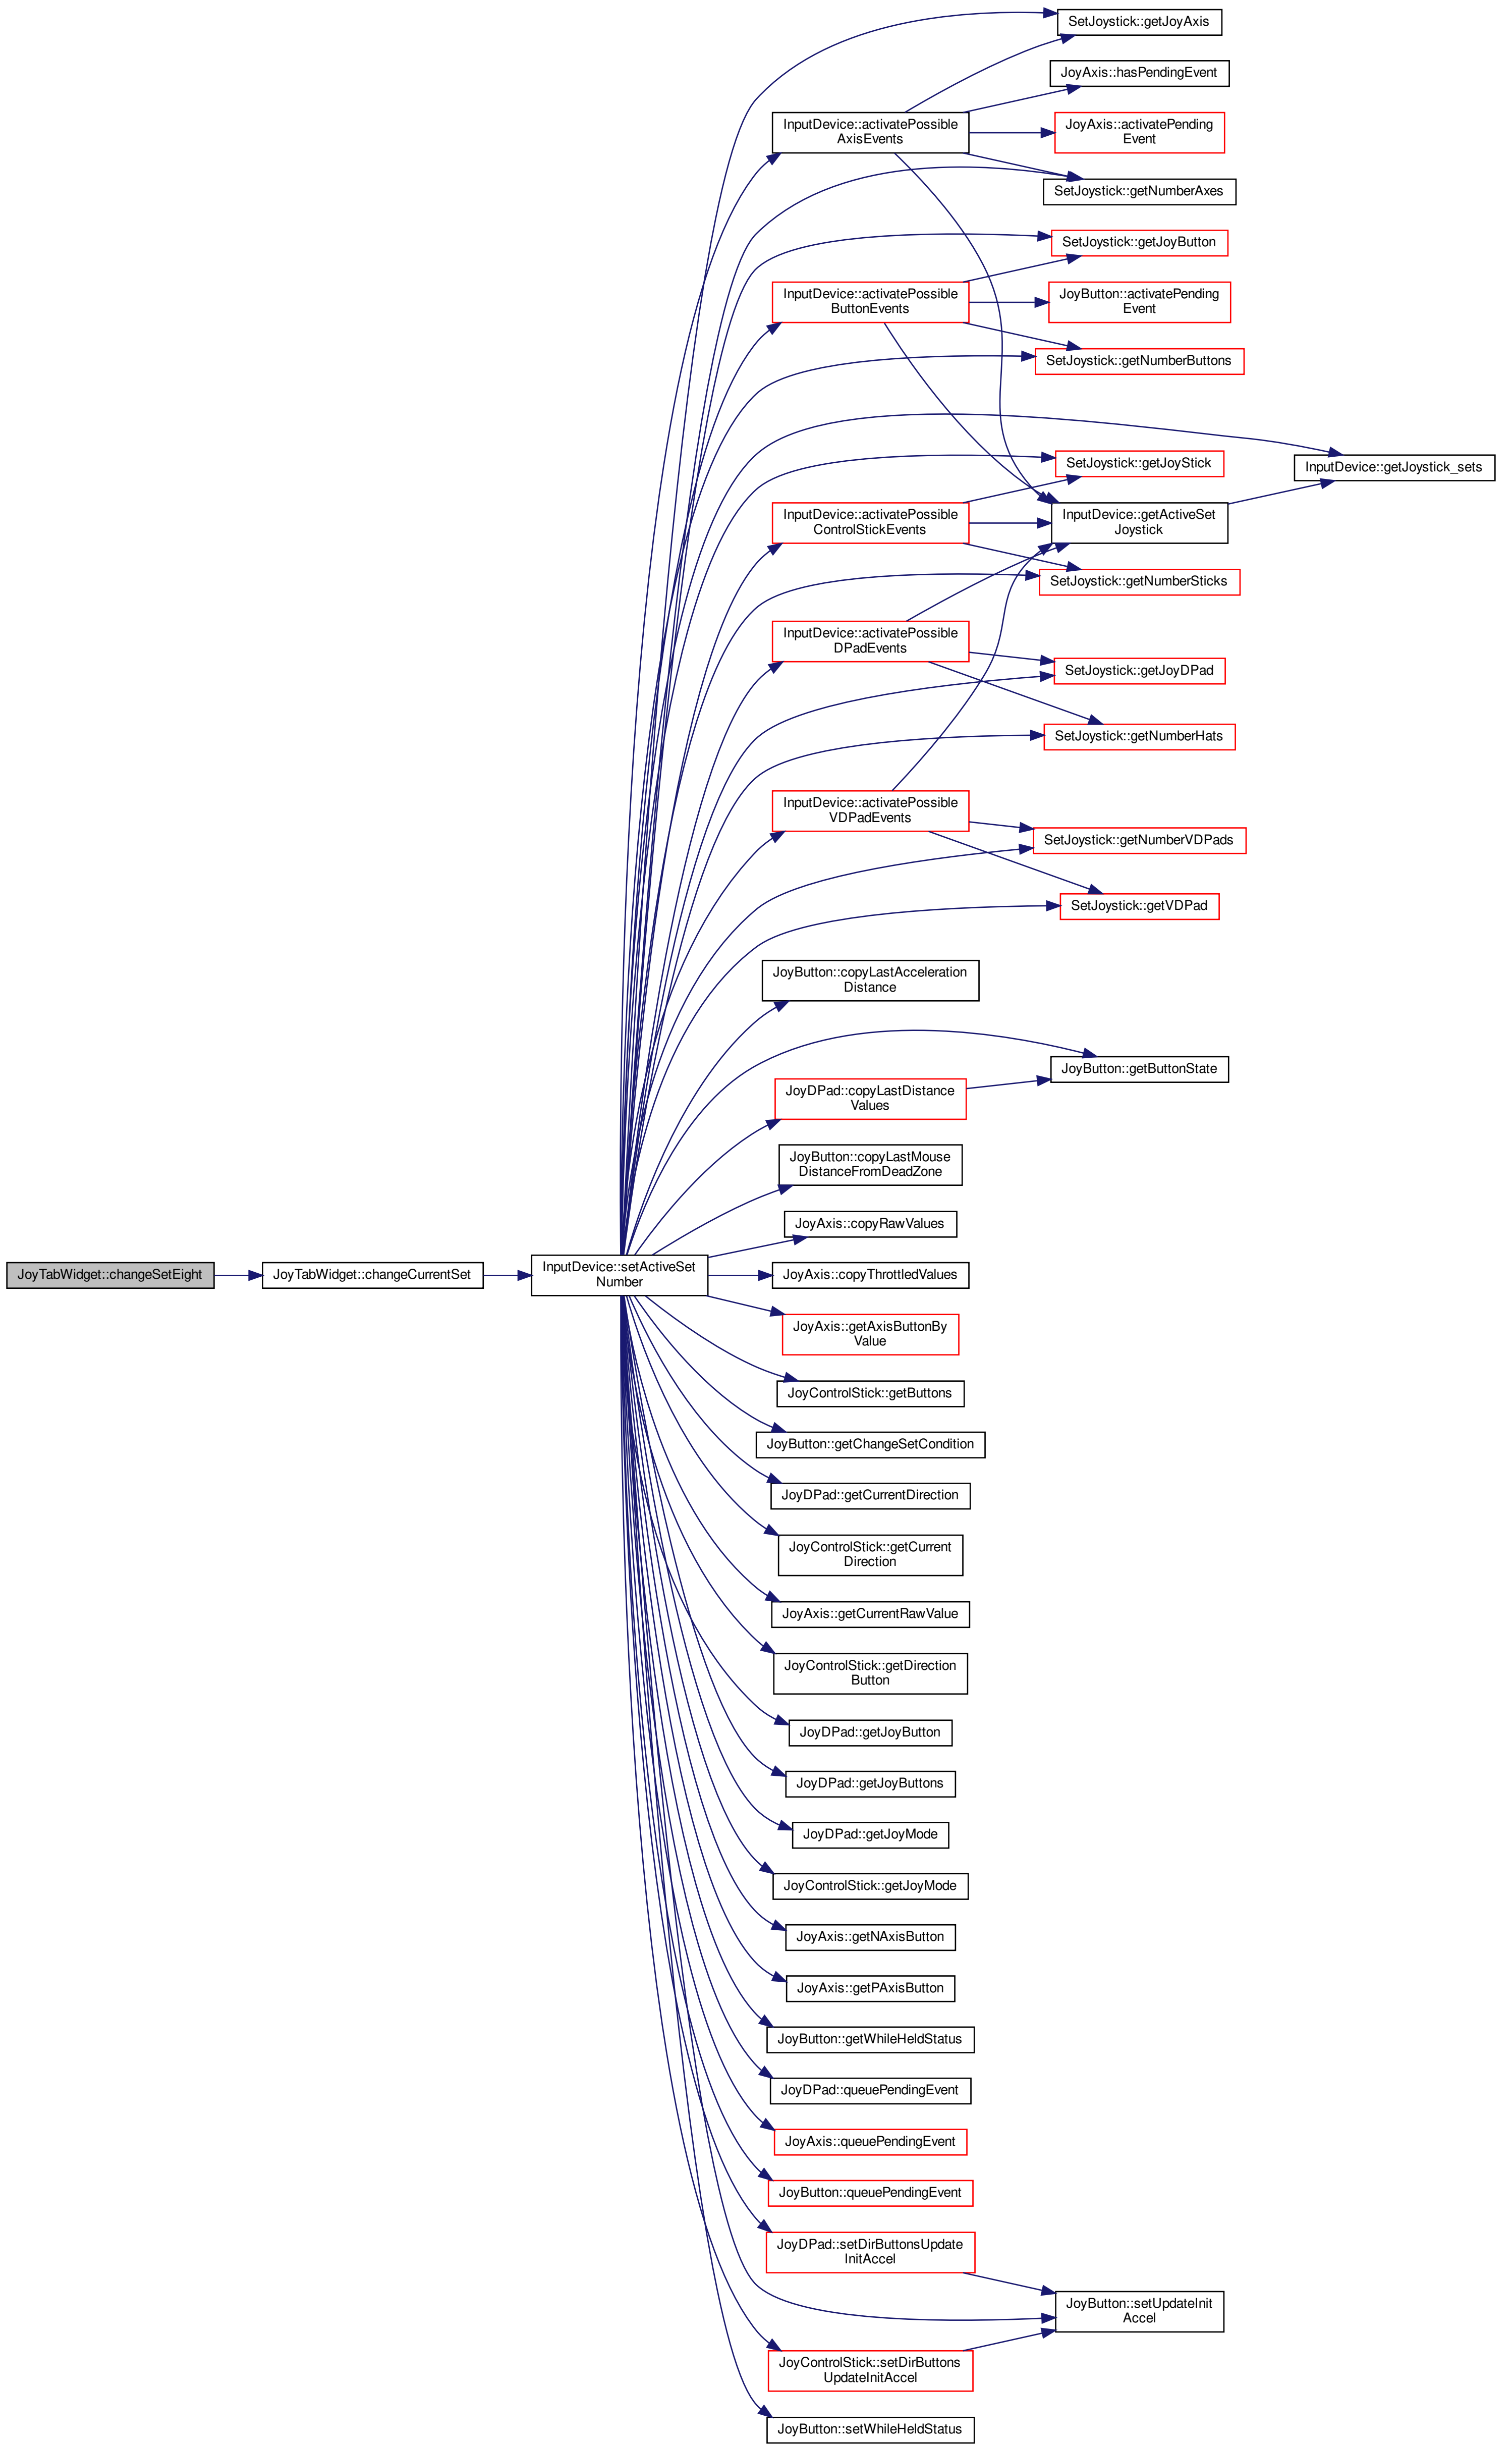 SetJoystick::getJoyAxis
JoyAxis::hasPendingEvent
InputDevice::activatePossible
AxisEvents
JoyAxis::activatePending
Event
SetJoystick::getNumberAxes
SetJoystick::getJoyButton
InputDevice::activatePossible
ButtonEvents
JoyButton::activatePending
Event
SetJoystick::getNumberButtons
SetJoystick::getJoyStick
InputDevice::getJoystick_sets
InputDevice::activatePossible
ControlStickEvents
InputDevice::getActiveSet
Joystick
SetJoystick::getNumberSticks
InputDevice::activatePossible
DPadEvents
SetJoystick::getJoyDPad
SetJoystick::getNumberHats
InputDevice::activatePossible
VDPadEvents
SetJoystick::getNumberVDPads
SetJoystick::getVDPad
JoyButton::copyLastAcceleration
Distance
JoyButton::getButtonState
JoyDPad::copyLastDistance
Values
JoyButton::copyLastMouse
DistanceFromDeadZone
JoyAxis::copyRawValues
JoyTabWidget::changeSetEight
JoyTabWidget::changeCurrentSet
InputDevice::setActiveSet
Number
JoyAxis::copyThrottledValues
JoyAxis::getAxisButtonBy
Value
JoyControlStick::getButtons
JoyButton::getChangeSetCondition
JoyDPad::getCurrentDirection
JoyControlStick::getCurrent
Direction
JoyAxis::getCurrentRawValue
JoyControlStick::getDirection
Button
JoyDPad::getJoyButton
JoyDPad::getJoyButtons
JoyDPad::getJoyMode
JoyControlStick::getJoyMode
JoyAxis::getNAxisButton
JoyAxis::getPAxisButton
JoyButton::getWhileHeldStatus
JoyDPad::queuePendingEvent
JoyAxis::queuePendingEvent
JoyButton::queuePendingEvent
JoyDPad::setDirButtonsUpdate
InitAccel
JoyButton::setUpdateInit
Accel
JoyControlStick::setDirButtons
UpdateInitAccel
JoyButton::setWhileHeldStatus